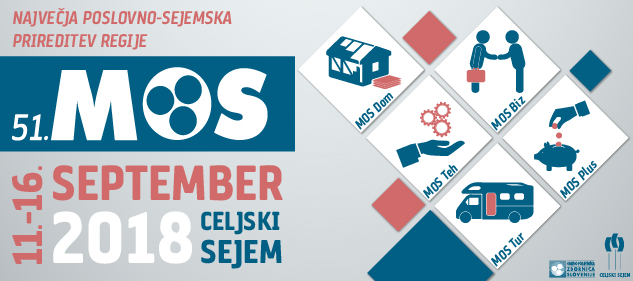 NAJVEČJA POSLOVNO-SEJEMSKA
PRIREDITEV REGIJE
51. MOS
11.-16. SEPTEMBER
2018 CELJSKI
SEJEM
MOS Dom
MOS Biz
MOS Teh
MOS Plus
MOS Tur
ZBORNICA
SLOVENIJE
CELJSKI SEJEM